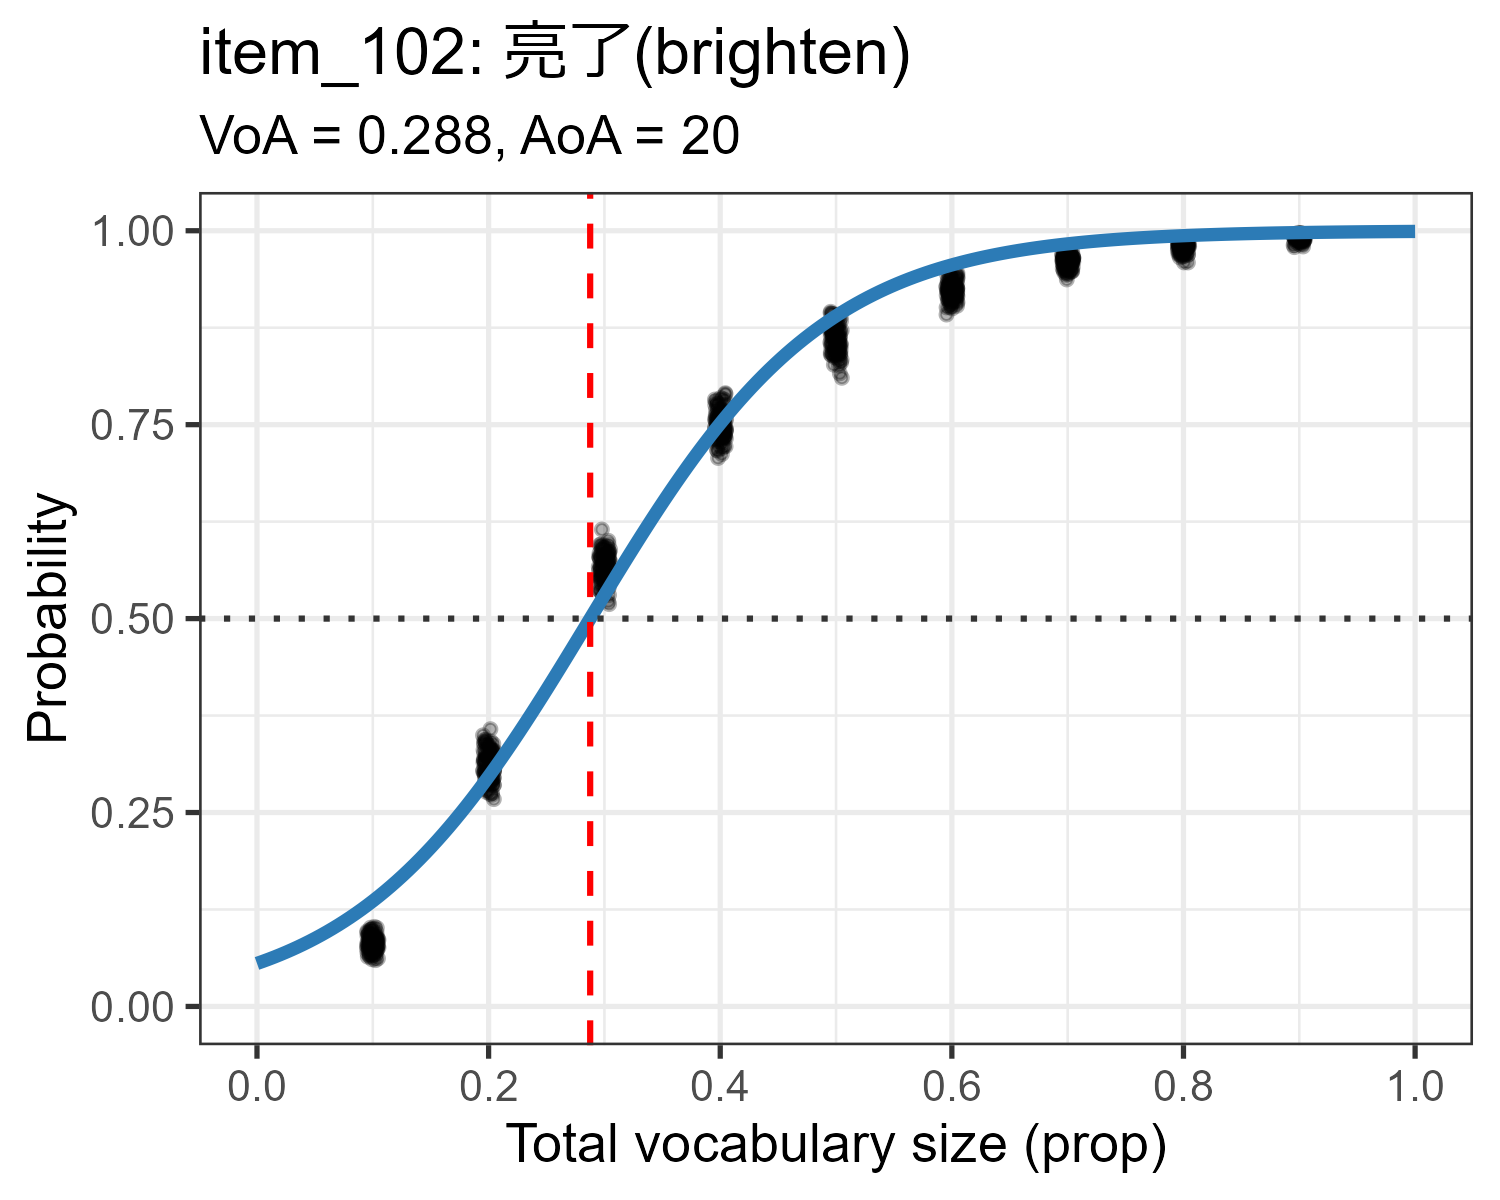 item_102: 亮了(brighten)
VoA = 0.288, AoA = 20
Probability
1.00
0.75
0.50
0.25
0.00
0.0 0.2 0.4 0.6 0.8 1.0
Total vocabulary size (prop)